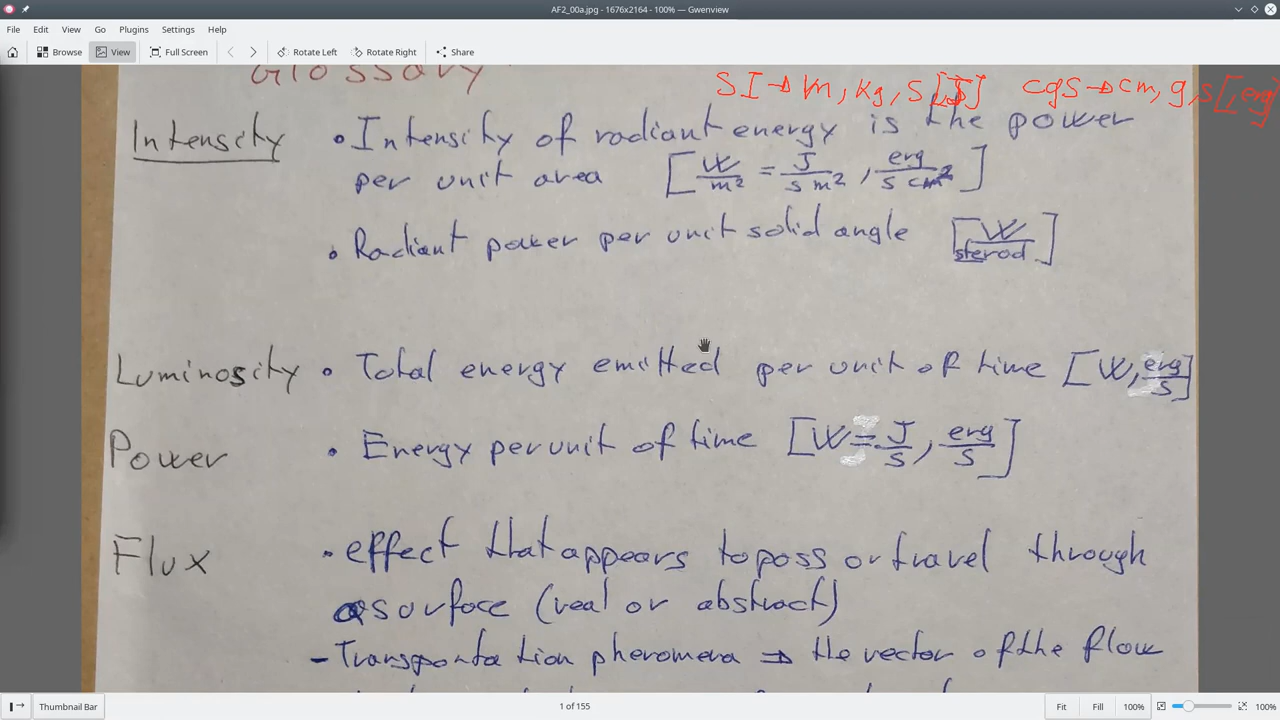 AF2_00a.jpg - 1676x2164 - 100% — Gwenview
File Edit View Go Plugins Settings Help
Browse View Full Screen Rotate Left Rotate Right Share
Glossary
SI → m, kg, s [J] cgs → cm, g, s [, erg]
Intensity • Intensity of radiant energy is the power
per unit area [W/m² = J/s m², erg/s cm²]
• Radiant power per unit solid angle [W/sterad]
Luminosity • Total energy emitted per unit of time [W, erg/s]
Power • Energy per unit of time [W = J/s, erg/s]
Flux • effect that appears to pass or travel through
a surface (real or abstract)
- Transportation phenomena ⇒ the vector of the flow
Thumbnail Bar 1 of 155 Fit Fill 100% 100%